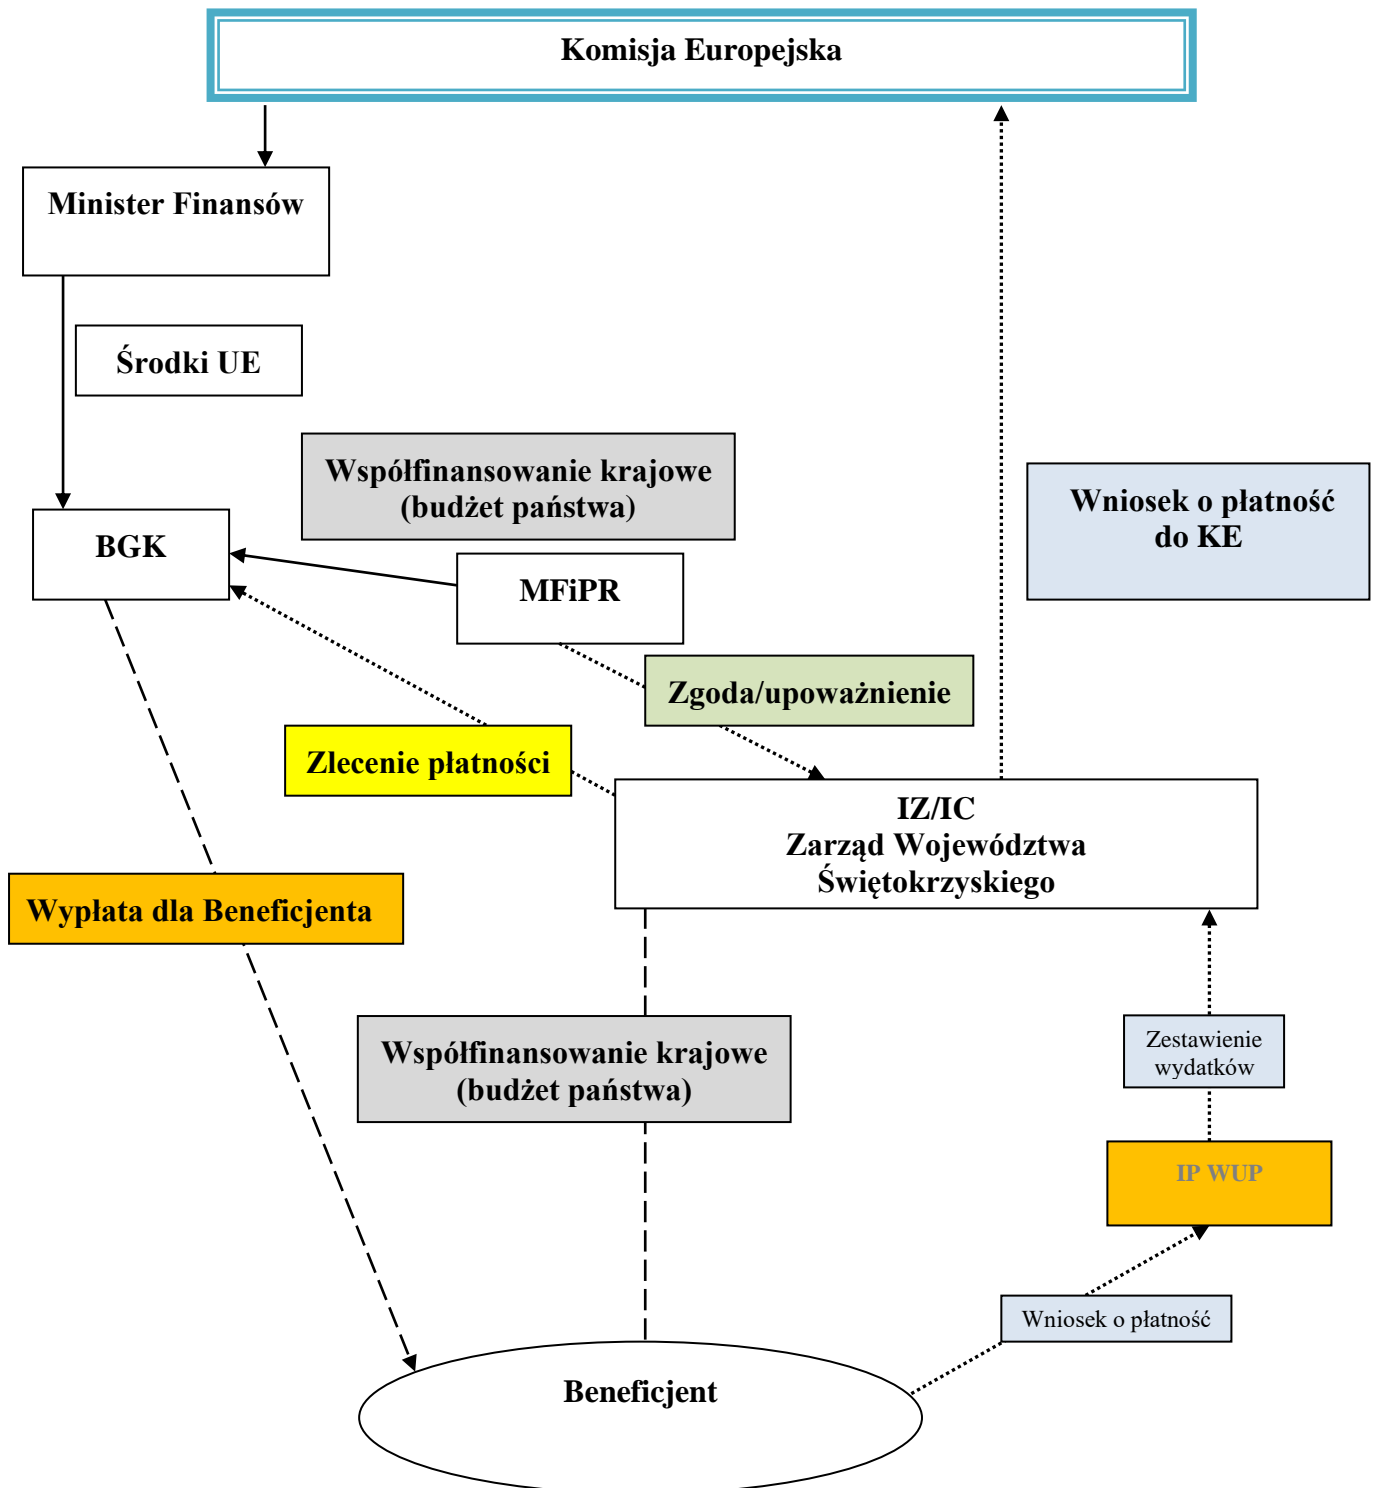 Komisja Europejska
Minister Finansów
Środki UE
Współfinansowanie krajowe
(budżet państwa)
Wniosek o płatność
do KE
BGK
MFiPR
Zgoda/upoważnienie
Zlecenie płatności
IZ/IC
Zarząd Województwa
Świętokrzyskiego
Wypłata dla Beneficjenta
Współfinansowanie krajowe
(budżet państwa)
Zestawienie
wydatków
IP WUP
Wniosek o płatność
Beneficjent